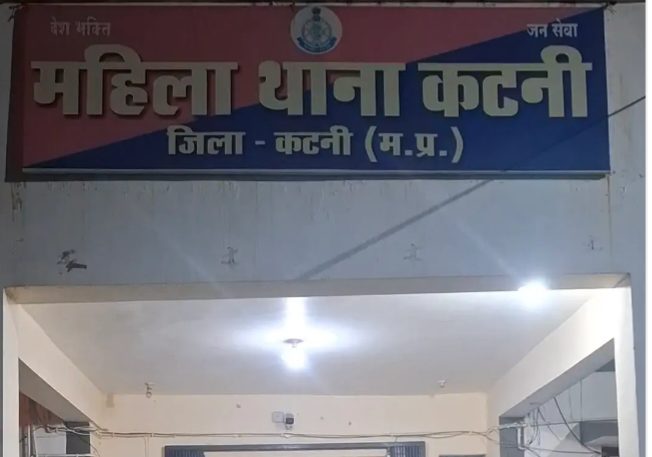 देश भक्ति जन सेवा
महिला थाना कटनी
जिला - कटनी (म.प्र.)